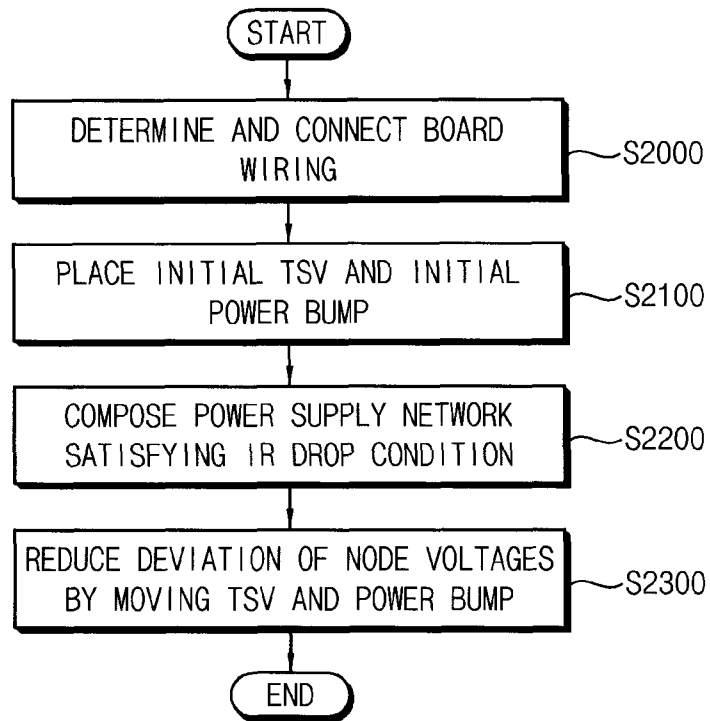 START
DETERMINE AND CONNECT BOARD
WIRING
S2000
PLACE INITIAL TSV AND INITIAL
POWER BUMP
S2100
COMPOSE POWER SUPPLY NETWORK
SATISFYING IR DROP CONDITION
S2200
REDUCE DEVIATION OF NODE VOLTAGES
BY MOVING TSV AND POWER BUMP
S2300
END